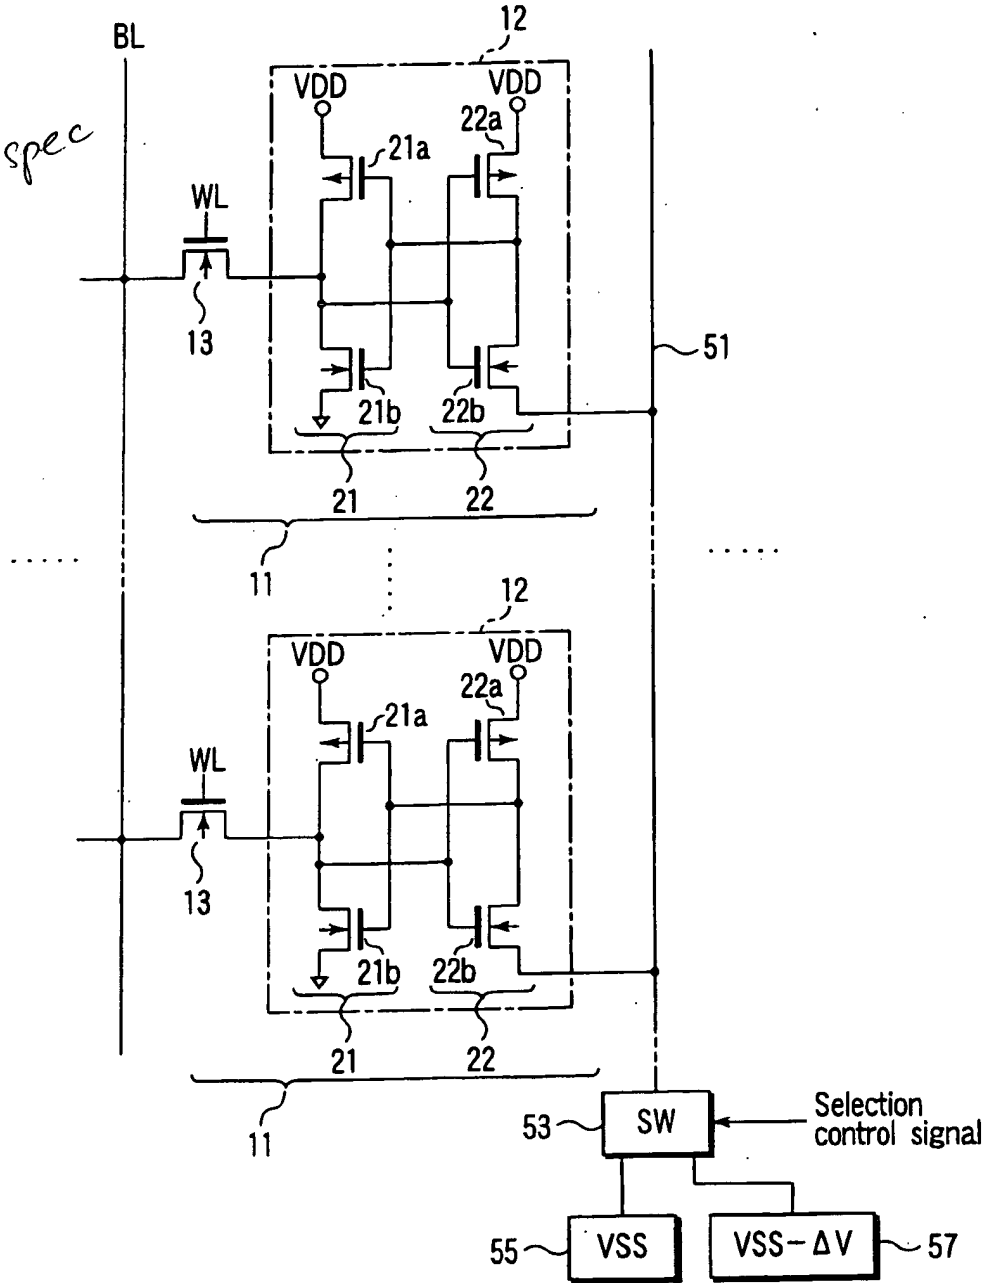 12
BL
VDD
VDD
22a
spec
21a
WL
13
51
21b
22b
21
22
.....
.....
11
12
VDD
VDD
22a
21a
WL
13
21b
22b
21
22
11
53
SW
Selection
control signal
55
VSS
VSS-ΔV
57